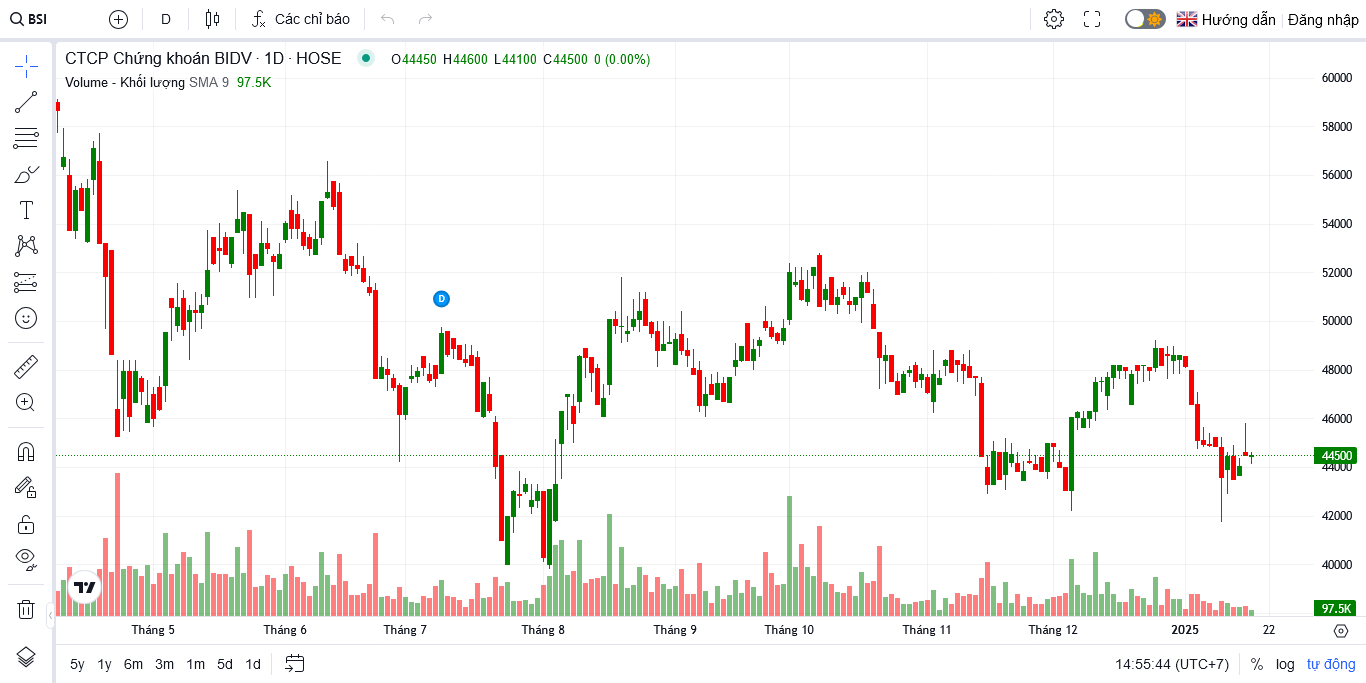 BSI
D
Các chỉ báo
Hướng dẫn
Đăng nhập
CTCP Chứng khoán BIDV · 1D · HOSE
O44450 H44600 L44100 C44500 0 (0.00%)
Volume - Khối lượng SMA 9 97.5K
D
60000
58000
56000
54000
52000
50000
48000
46000
44500
44000
42000
40000
97.5K
Tháng 5 Tháng 6 Tháng 7 Tháng 8 Tháng 9 Tháng 10 Tháng 11 Tháng 12 2025 22
5y 1y 6m 3m 1m 5d 1d
14:55:44 (UTC+7) % log tự động